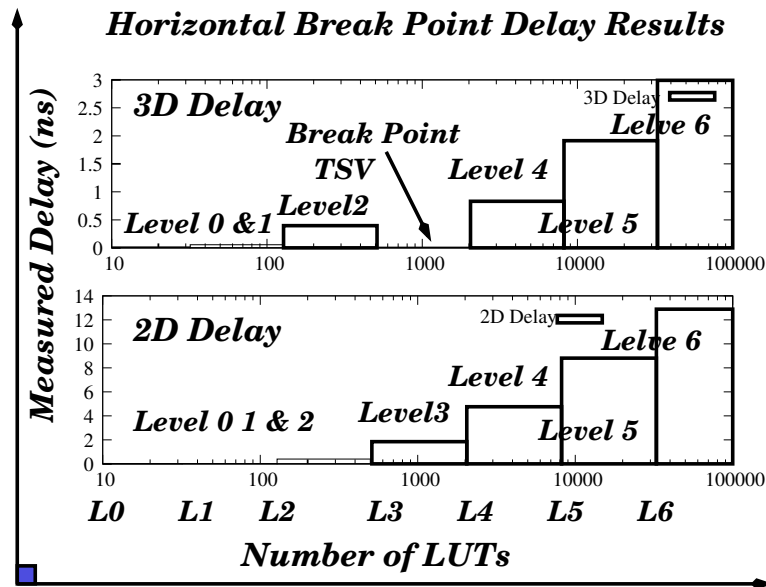 Horizontal Break Point Delay Results
Measured Delay (ns)
3
2.5
2
1.5
1
0.5
0
3D Delay
3D Delay
Lelve 6
Break Point
TSV
Level 4
Level 0 &1
Level2
Level 5
10
100
1000
10000
100000
14
12
10
8
6
4
2
0
2D Delay
2D Delay
Lelve 6
Level 4
Level 0 1 & 2
Level3
Level 5
10
100
1000
10000
100000
L0 L1 L2 L3 L4 L5 L6
Number of LUTs